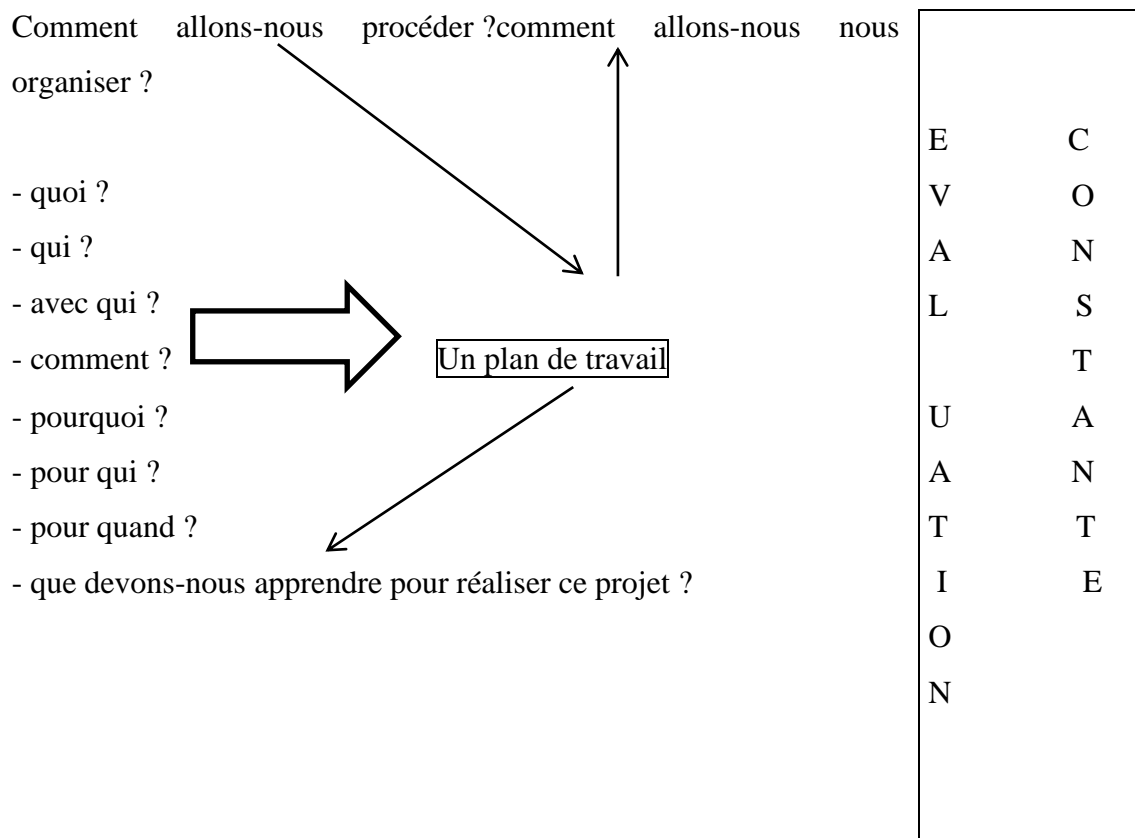 Comment allons-nous procéder ?comment allons-nous nous
organiser ?
- quoi ?
- qui ?
- avec qui ?
- comment ?
Un plan de travail
- pourquoi ?
- pour qui ?
- pour quand ?
- que devons-nous apprendre pour réaliser ce projet ?
E C
V O
A N
L S
T
U A
A N
T T
I E
O
N